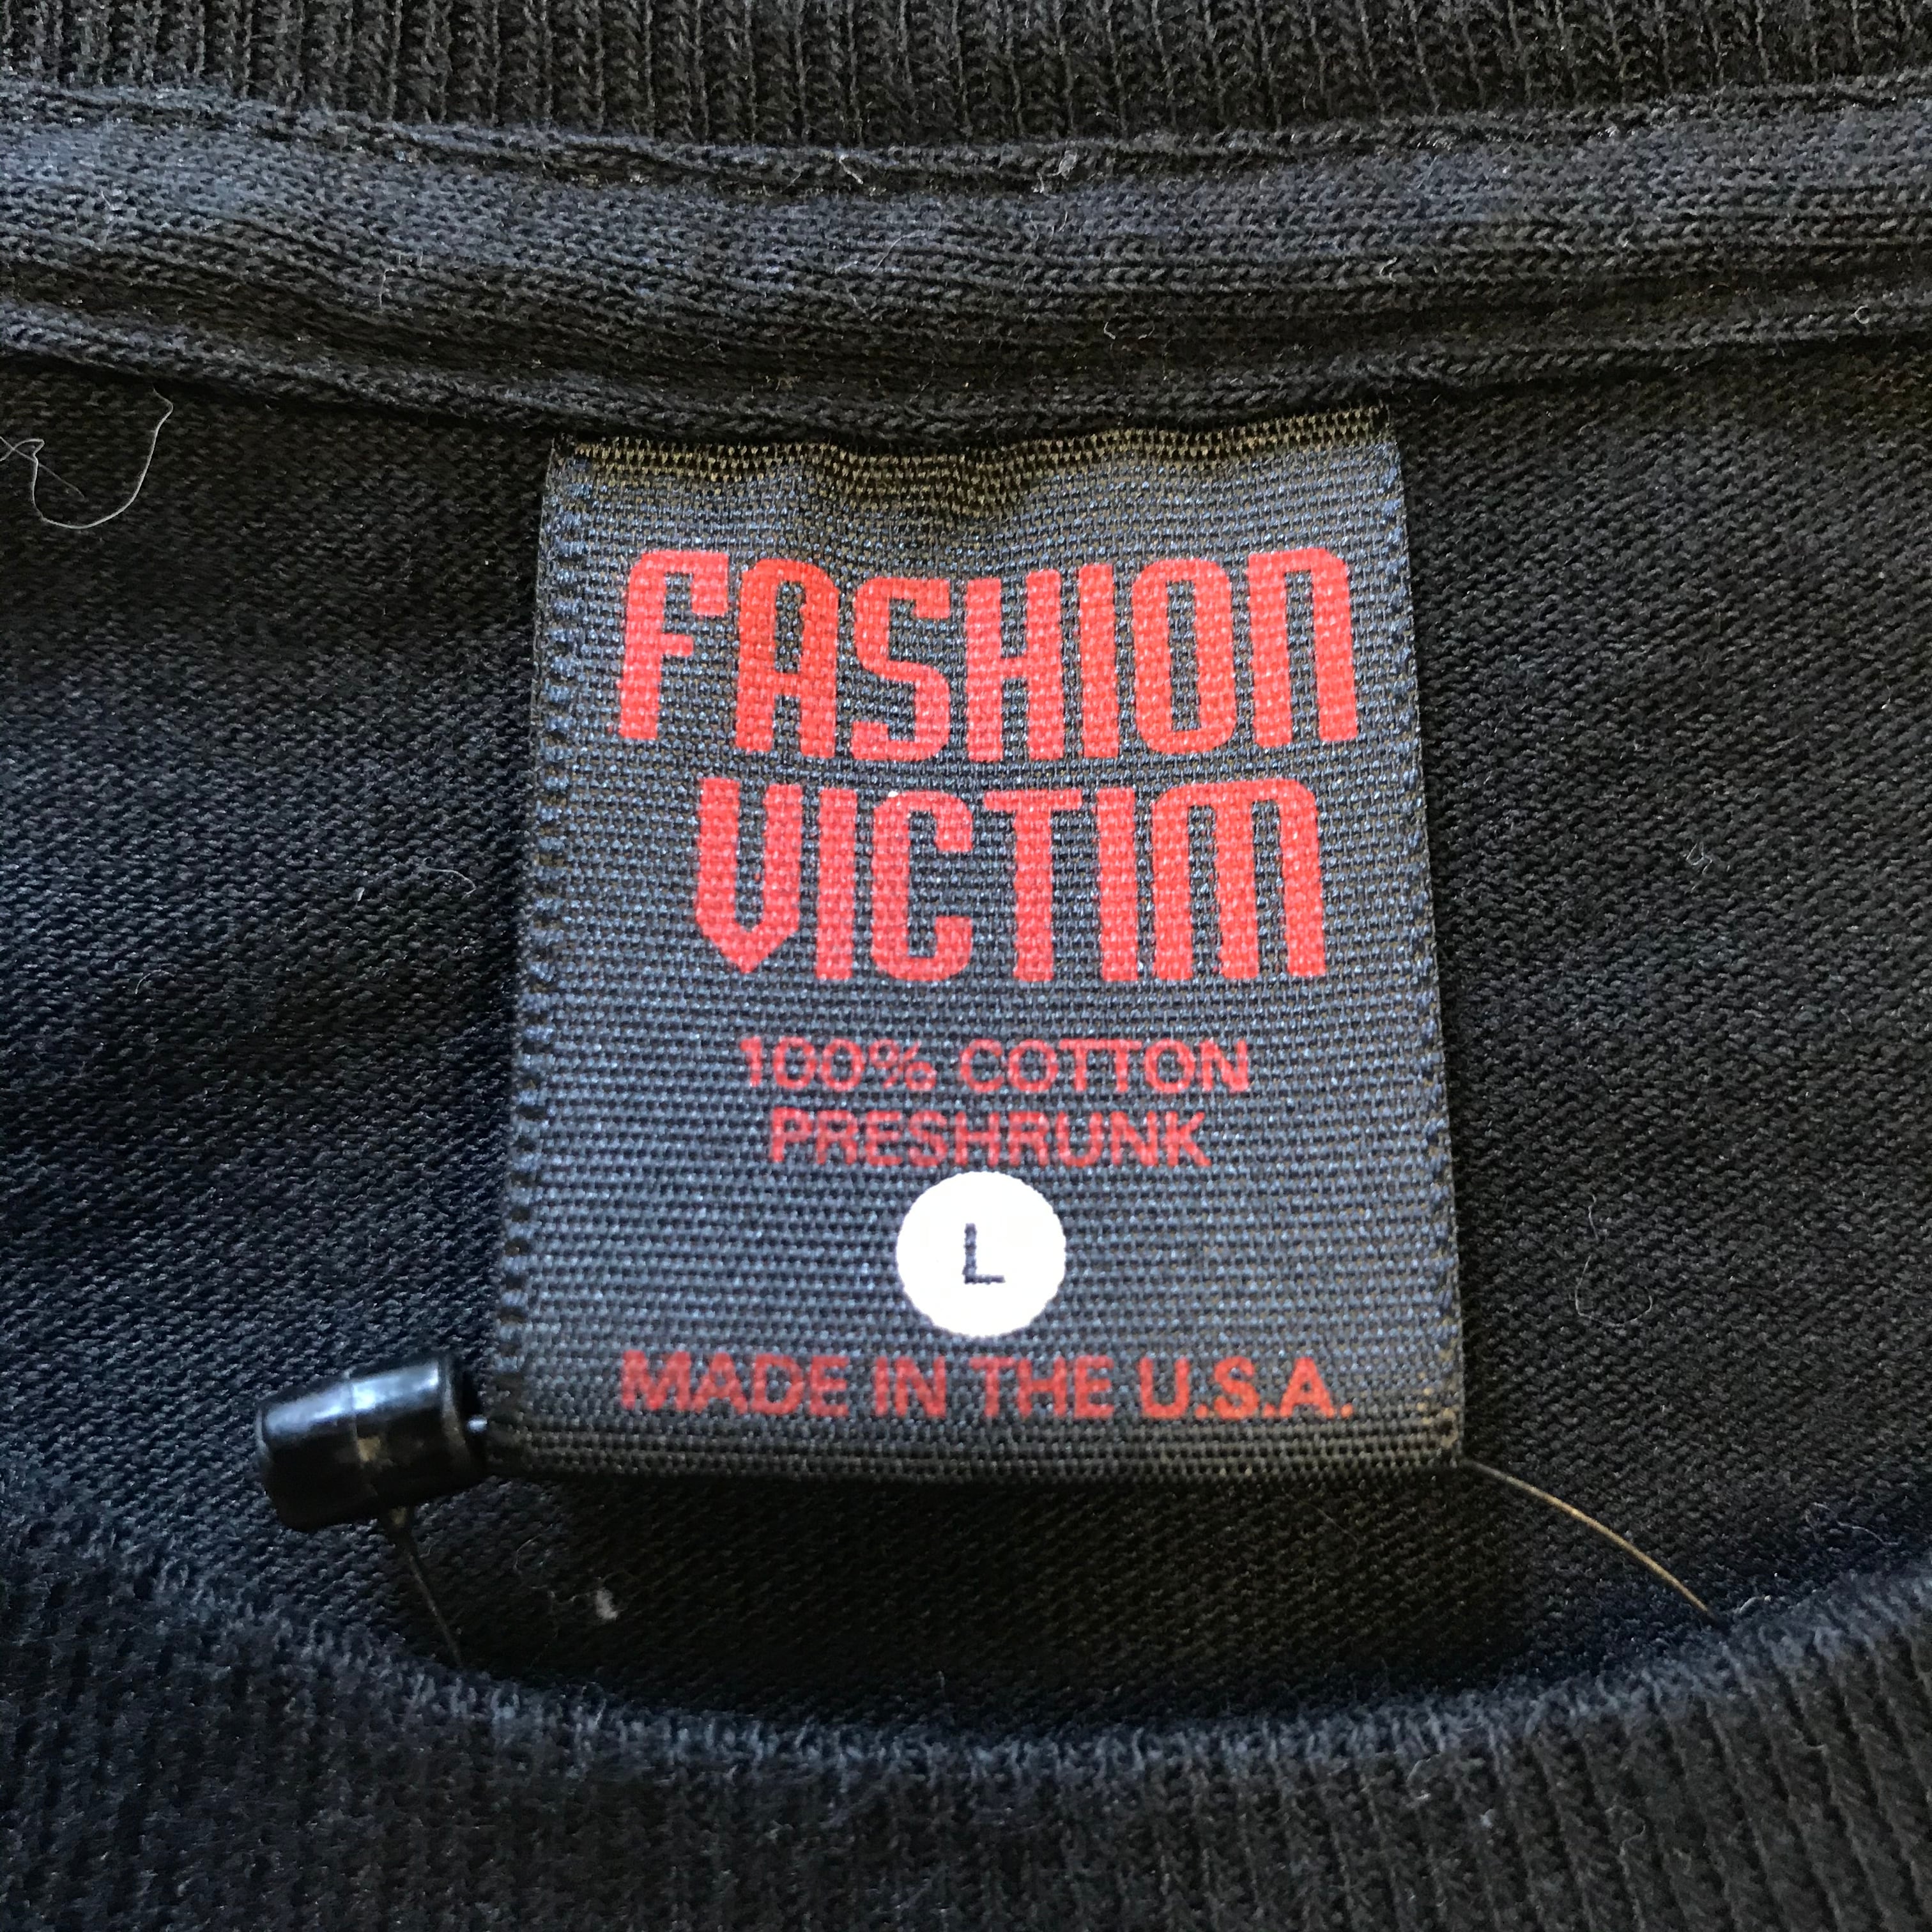 FASHION
VICTIM
100% COTTON
PRESHRUNK
L
MADE IN THE U.S.A.